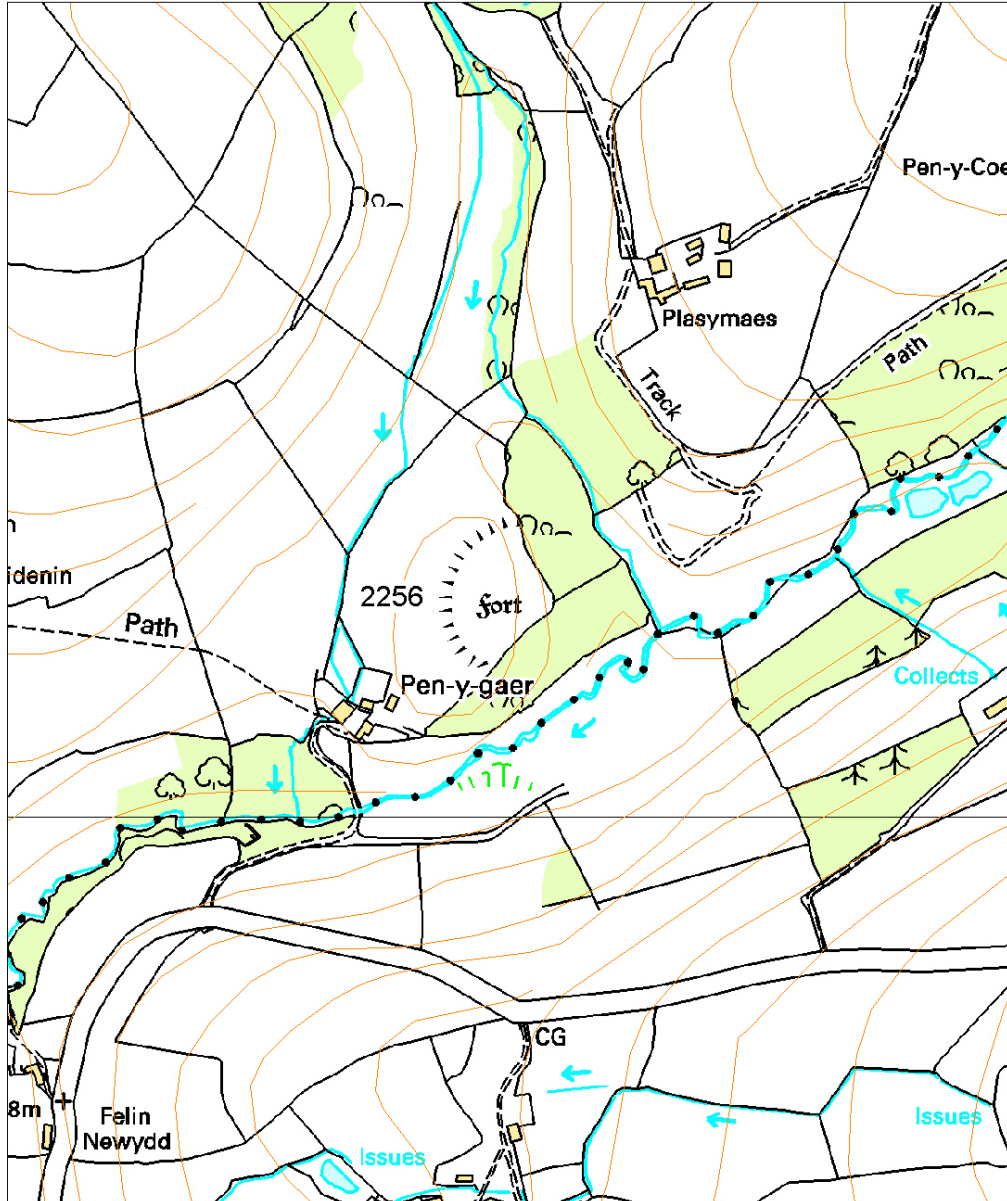 Pen-y-Coe
Plasymaes
Path
Track
idenin
2256
Fort
Path
Pen-y-gaer
Collects
CG
8m
Felin
Newydd
Issues
Issues